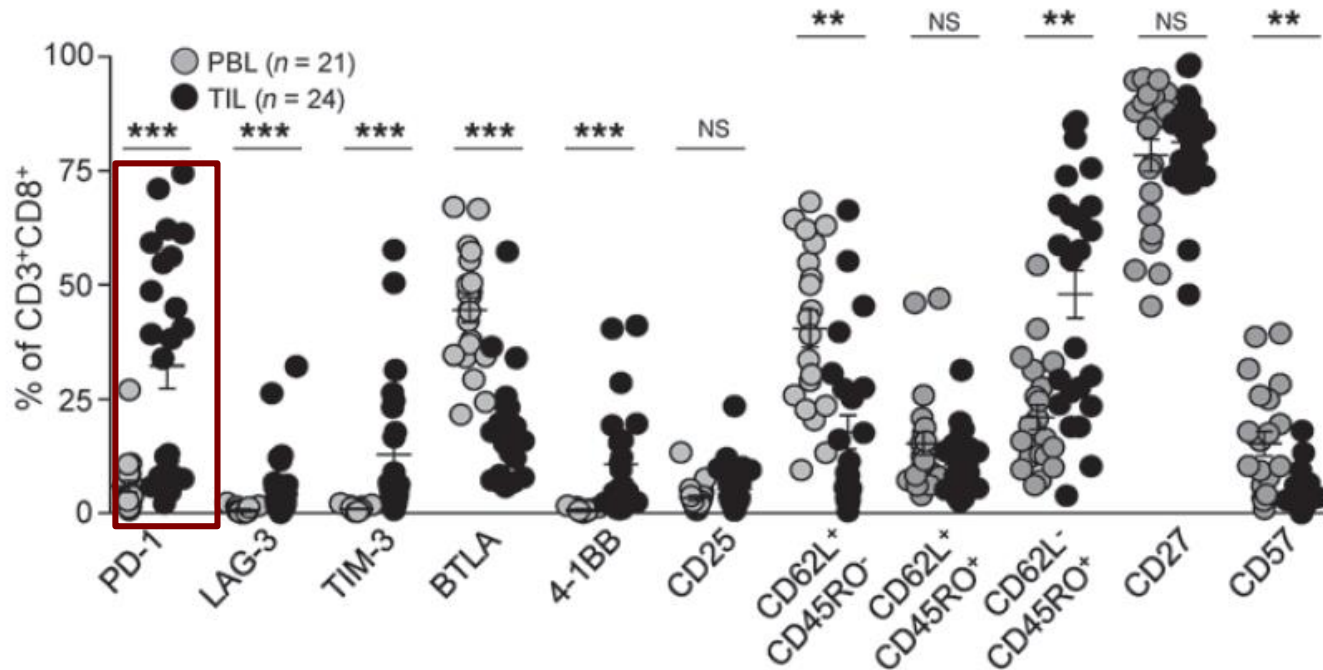 % of CD3⁺CD8⁺
100
75
50
25
0
PBL (n = 21)
TIL (n = 24)
*** *** *** *** *** NS ** NS ** NS **
PD-1
LAG-3
TIM-3
BTLA
4-1BB
CD25
CD62L⁺
CD45RO⁻
CD62L⁺
CD45RO⁺
CD62L⁻
CD45RO⁺
CD27
CD57